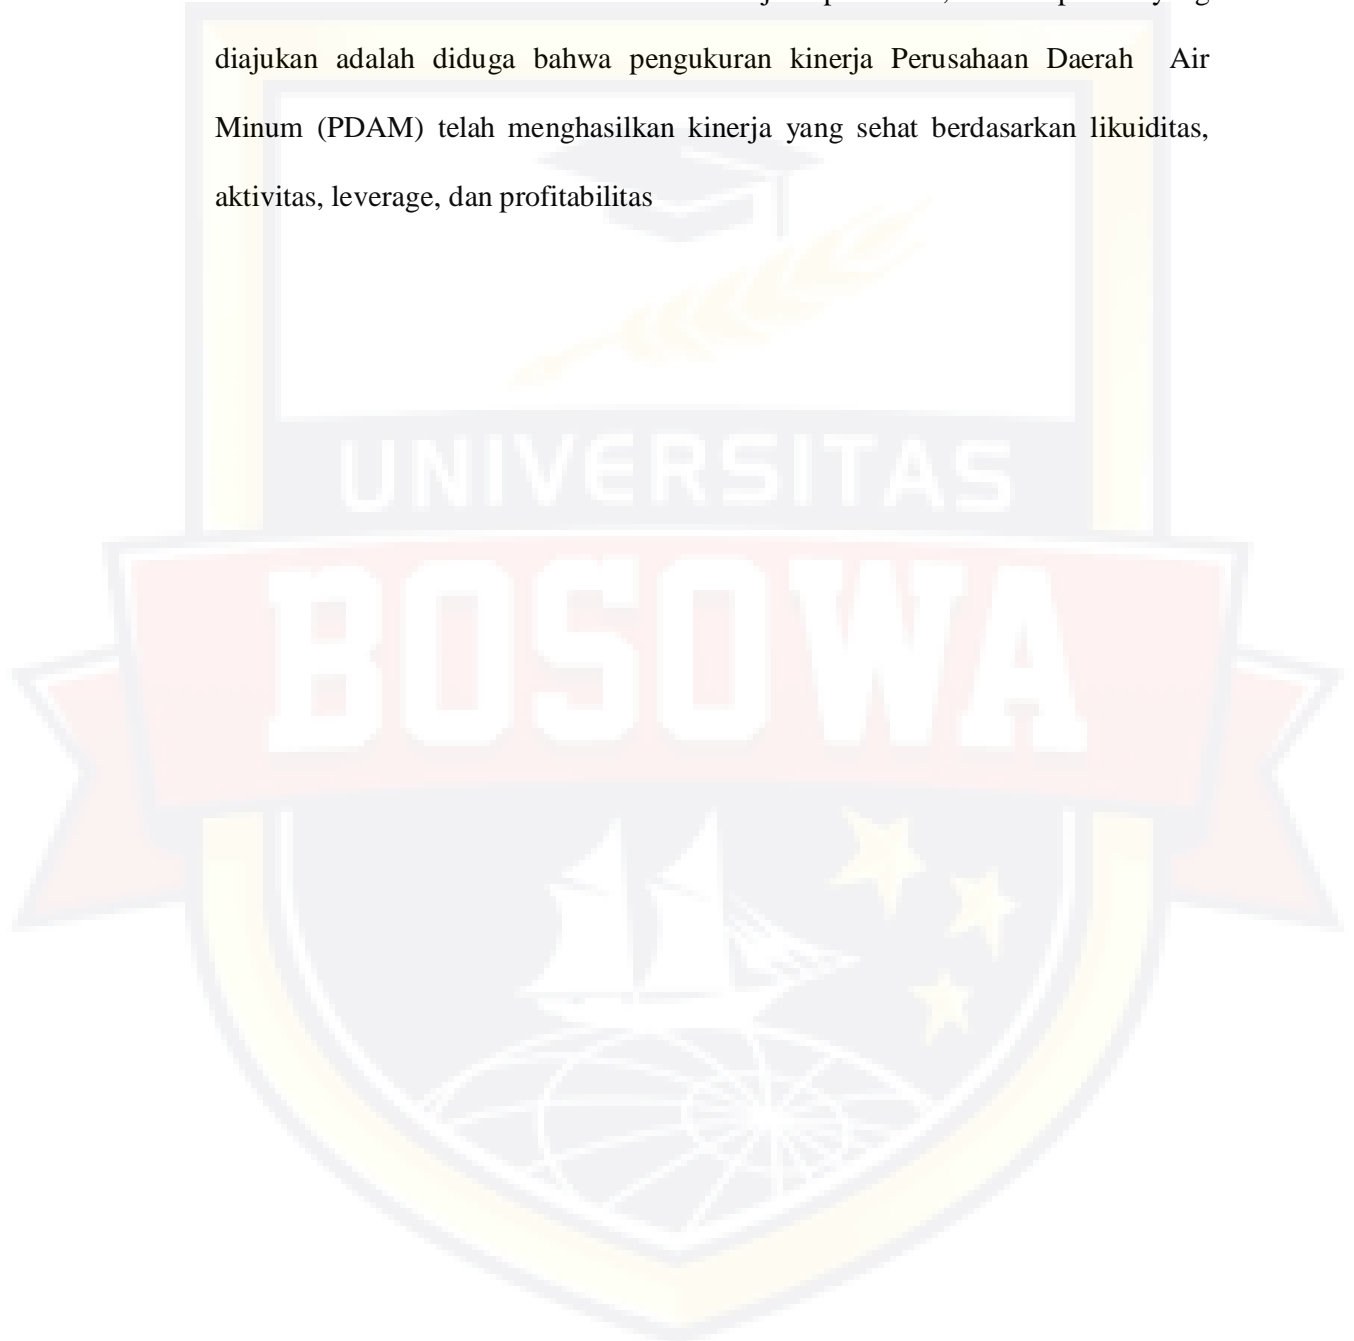 diajukan adalah diduga bahwa pengukuran kinerja Perusahaan Daerah Air
Minum (PDAM) telah menghasilkan kinerja yang sehat berdasarkan likuiditas,
aktivitas, leverage, dan profitabilitas
UNIVERSITAS
BOSOWA